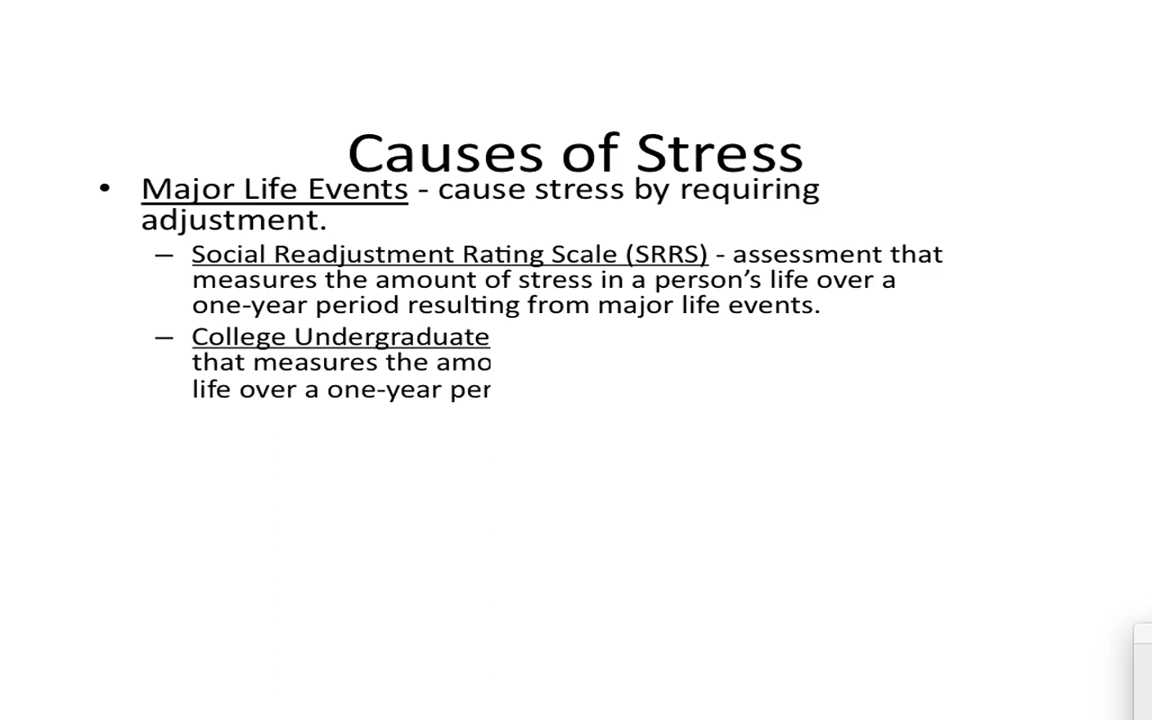 Causes of Stress
• Major Life Events - cause stress by requiring
adjustment.
– Social Readjustment Rating Scale (SRRS) - assessment that
measures the amount of stress in a person’s life over a
one-year period resulting from major life events.
– College Undergraduate
that measures the amo
life over a one-year per